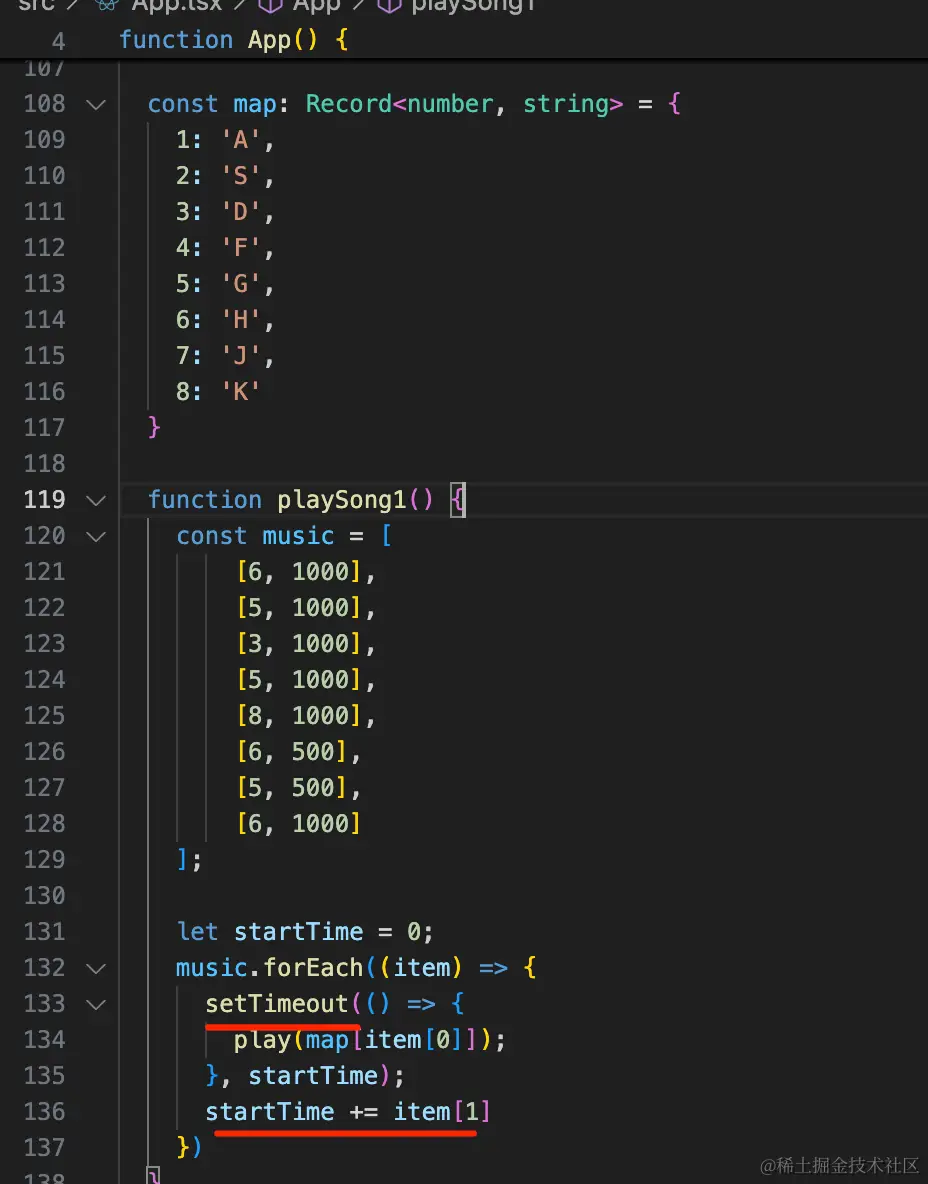 src > App.tsx > App > playSong1
4 function App() {
107
108 const map: Record<number, string> = {
109 1: 'A',
110 2: 'S',
111 3: 'D',
112 4: 'F',
113 5: 'G',
114 6: 'H',
115 7: 'J',
116 8: 'K'
117 }
118
119 function playSong1() {
120 const music = [
121 [6, 1000],
122 [5, 1000],
123 [3, 1000],
124 [5, 1000],
125 [8, 1000],
126 [6, 500],
127 [5, 500],
128 [6, 1000]
129 ];
130
131 let startTime = 0;
132 music.forEach((item) => {
133 setTimeout(() => {
134 play(map[item[0]]);
135 }, startTime);
136 startTime += item[1]
137 })
138 }
@稀土掘金技术社区